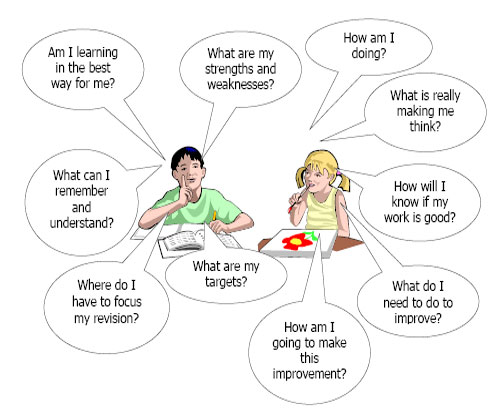 Am I learning
in the best
way for me?
What are my
strengths and
weaknesses?
How am I
doing?
What is really
making me
think?
What can I
remember
and
understand?
How will I
know if my
work is good?
Where do I
have to focus
my revision?
What are my
targets?
What do I
need to do to
improve?
How am I
going to make
this
improvement?